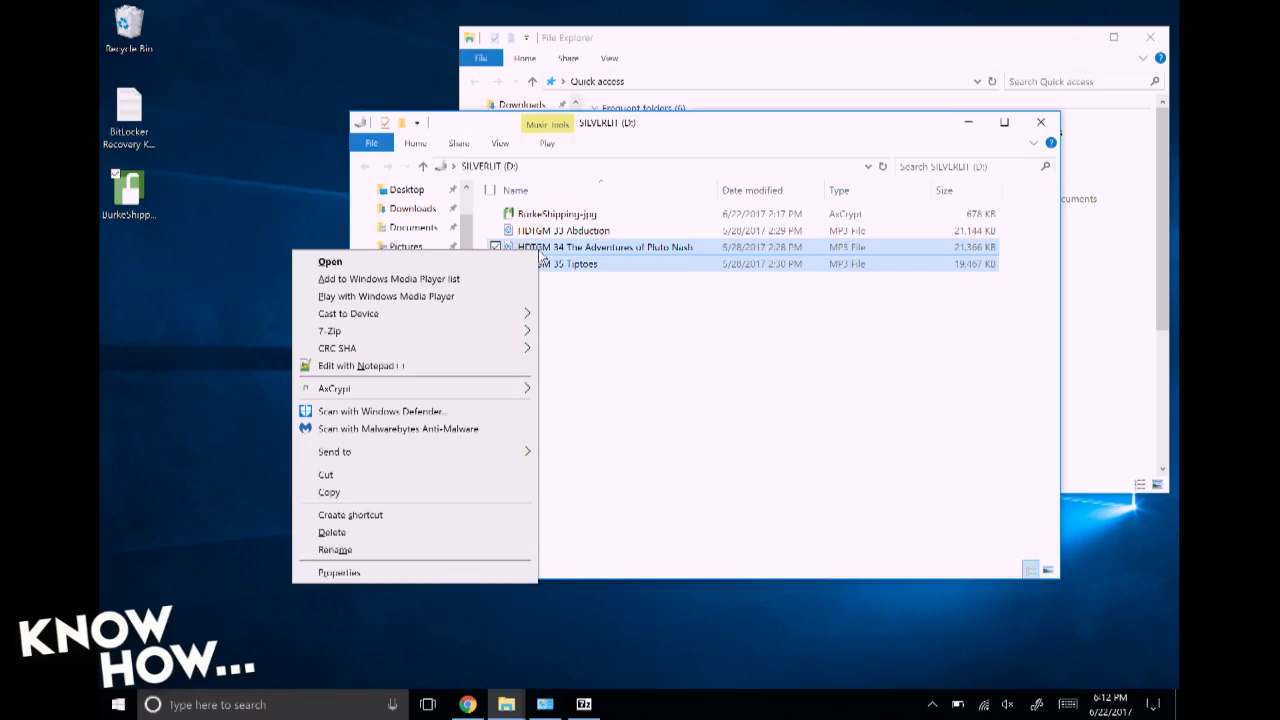 Recycle Bin
BitLocker
Recovery K...
BurkeShipp...
File Explorer
File Home Share View
Quick access
Search Quick access
Downloads
Frequent folders (6)
Music Tools
SILVERLIT (D:)
File Home Share View Play
SILVERLIT (D:)
Search SILVERLIT (D:)
Desktop
Downloads
Documents
Pictures
Name Date modified Type Size
BurkeShipping-jpg 6/22/2017 2:17 PM AxCrypt 678 KB
HDTGM 33 Abduction 5/28/2017 2:29 PM MP3 File 21,144 KB
HDTGM 34 The Adventures of Pluto Nash 5/28/2017 2:28 PM MP3 File 21,366 KB
GM 35 Tiptoes 5/28/2017 2:30 PM MP3 File 19,467 KB
cuments
Open
Add to Windows Media Player list
Play with Windows Media Player
Cast to Device
7-Zip
CRC SHA
Edit with Notepad++
AxCrypt
Scan with Windows Defender...
Scan with Malwarebytes Anti-Malware
Send to
Cut
Copy
Create shortcut
Delete
Rename
Properties
KNOW
HOW...
Type here to search
7z
6:12 PM
6/22/2017